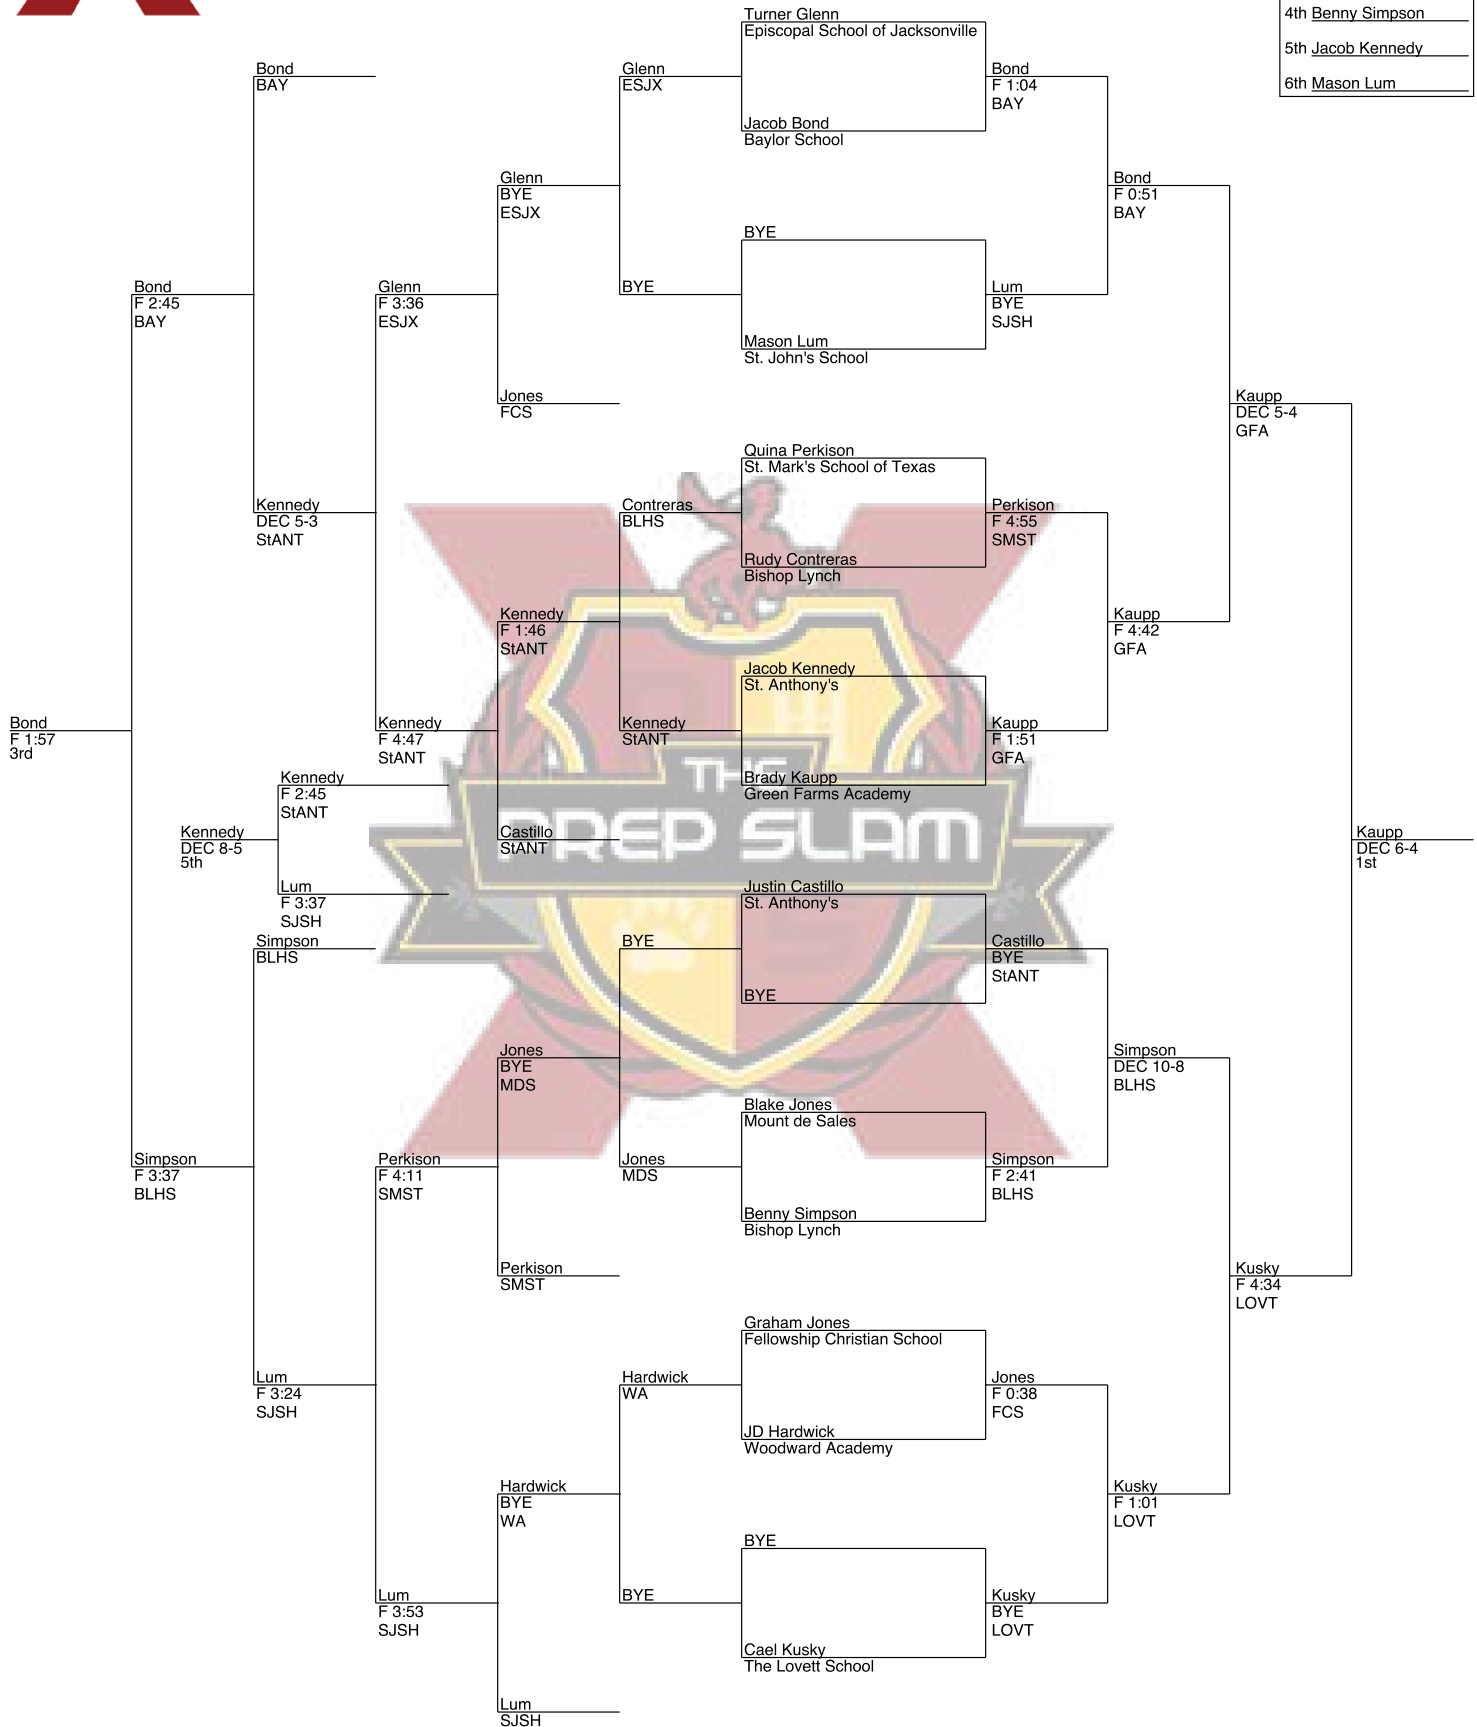 4th Benny Simpson
5th Jacob Kennedy
6th Mason Lum
Turner Glenn
Episcopal School of Jacksonville
Jacob Bond
Baylor School
BYE
Mason Lum
St. John's School
Quina Perkison
St. Mark's School of Texas
Rudy Contreras
Bishop Lynch
Jacob Kennedy
St. Anthony's
Brady Kaupp
Green Farms Academy
Justin Castillo
St. Anthony's
BYE
Blake Jones
Mount de Sales
Benny Simpson
Bishop Lynch
Graham Jones
Fellowship Christian School
JD Hardwick
Woodward Academy
BYE
Cael Kusky
The Lovett School
Bond
F 1:04
BAY
Lum
BYE
SJSH
Perkison
F 4:55
SMST
Kaupp
F 1:51
GFA
Castillo
BYE
StANT
Simpson
F 2:41
BLHS
Jones
F 0:38
FCS
Kusky
BYE
LOVT
Bond
F 0:51
BAY
Kaupp
F 4:42
GFA
Simpson
DEC 10-8
BLHS
Kusky
F 1:01
LOVT
Kaupp
DEC 5-4
GFA
Kusky
F 4:34
LOVT
Kaupp
DEC 6-4
1st
Glenn
ESJX
BYE
Contreras
BLHS
Kennedy
StANT
BYE
Jones
MDS
Hardwick
WA
BYE
Glenn
BYE
ESJX
Jones
FCS
Kennedy
F 1:46
StANT
Castillo
StANT
Jones
BYE
MDS
Perkison
SMST
Hardwick
BYE
WA
Lum
SJSH
Glenn
F 3:36
ESJX
Kennedy
F 4:47
StANT
Perkison
F 4:11
SMST
Lum
F 3:53
SJSH
Bond
BAY
Kennedy
DEC 5-3
StANT
Simpson
BLHS
Lum
F 3:24
SJSH
Bond
F 2:45
BAY
Simpson
F 3:37
BLHS
Bond
F 1:57
3rd
Kennedy
F 2:45
StANT
Lum
F 3:37
SJSH
Kennedy
DEC 8-5
5th
THE
PREP SLAM